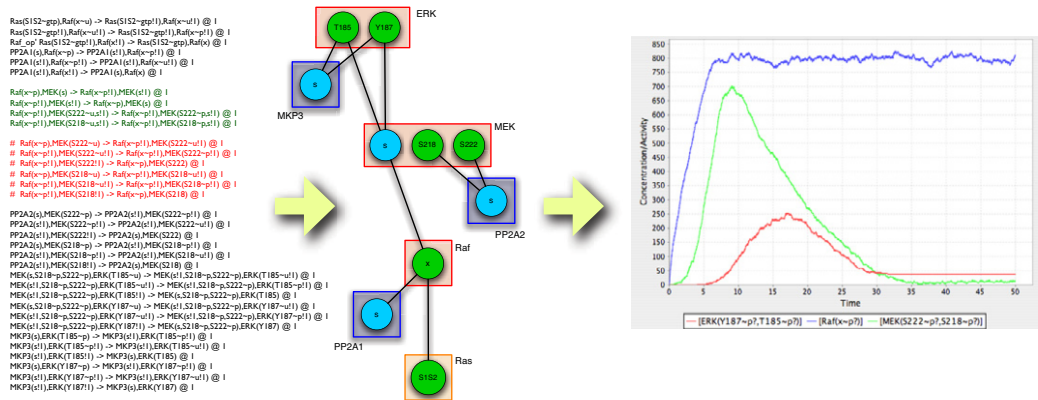 Ras(S1S2~gtp),Raf(x~u) -> Ras(S1S2~gtp!1),Raf(x~u!1) @ 1
Ras(S1S2~gtp!1),Raf(x~u!1) -> Ras(S1S2~gtp!1),Raf(x~p!1) @ 1
Raf_op' Ras(S1S2~gtp!1),Raf(x!1) -> Ras(S1S2~gtp),Raf(x) @ 1
PP2A1(s),Raf(x~p) -> PP2A1(s!1),Raf(x~p!1) @ 1
PP2A1(s!1),Raf(x~p!1) -> PP2A1(s!1),Raf(x~u!1) @ 1
PP2A1(s!1),Raf(x!1) -> PP2A1(s),Raf(x) @ 1
Raf(x~p),MEK(s) -> Raf(x~p!1),MEK(s!1) @ 1
Raf(x~p!1),MEK(s!1) -> Raf(x~p),MEK(s) @ 1
Raf(x~p!1),MEK(S222~u,s!1) -> Raf(x~p!1),MEK(S222~p,s!1) @ 1
Raf(x~p!1),MEK(S218~u,s!1) -> Raf(x~p!1),MEK(S218~p,s!1) @ 1
# Raf(x~p),MEK(S222~u) -> Raf(x~p!1),MEK(S222~u!1) @ 1
# Raf(x~p!1),MEK(S222~u!1) -> Raf(x~p!1),MEK(S222~p!1) @ 1
# Raf(x~p!1),MEK(S222!1) -> Raf(x~p),MEK(S222) @ 1
# Raf(x~p),MEK(S218~u) -> Raf(x~p!1),MEK(S218~u!1) @ 1
# Raf(x~p!1),MEK(S218~u!1) -> Raf(x~p!1),MEK(S218~p!1) @ 1
# Raf(x~p!1),MEK(S218!1) -> Raf(x~p),MEK(S218) @ 1
PP2A2(s),MEK(S222~p) -> PP2A2(s!1),MEK(S222~p!1) @ 1
PP2A2(s!1),MEK(S222~p!1) -> PP2A2(s!1),MEK(S222~u!1) @ 1
PP2A2(s!1),MEK(S222!1) -> PP2A2(s),MEK(S222) @ 1
PP2A2(s),MEK(S218~p) -> PP2A2(s!1),MEK(S218~p!1) @ 1
PP2A2(s!1),MEK(S218~p!1) -> PP2A2(s!1),MEK(S218~u!1) @ 1
PP2A2(s!1),MEK(S218!1) -> PP2A2(s),MEK(S218) @ 1
MEK(s,S218~p,S222~p),ERK(T185~u) -> MEK(s!1,S218~p,S222~p),ERK(T185~u!1) @ 1
MEK(s!1,S218~p,S222~p),ERK(T185~u!1) -> MEK(s!1,S218~p,S222~p),ERK(T185~p!1) @ 1
MEK(s!1,S218~p,S222~p),ERK(T185!1) -> MEK(s,S218~p,S222~p),ERK(T185) @ 1
MEK(s,S218~p,S222~p),ERK(Y187~u) -> MEK(s!1,S218~p,S222~p),ERK(Y187~u!1) @ 1
MEK(s!1,S218~p,S222~p),ERK(Y187~u!1) -> MEK(s!1,S218~p,S222~p),ERK(Y187~p!1) @ 1
MEK(s!1,S218~p,S222~p),ERK(Y187!1) -> MEK(s,S218~p,S222~p),ERK(Y187) @ 1
MKP3(s),ERK(T185~p) -> MKP3(s!1),ERK(T185~p!1) @ 1
MKP3(s!1),ERK(T185~p!1) -> MKP3(s!1),ERK(T185~u!1) @ 1
MKP3(s!1),ERK(T185!1) -> MKP3(s),ERK(T185) @ 1
MKP3(s),ERK(Y187~p) -> MKP3(s!1),ERK(Y187~p!1) @ 1
MKP3(s!1),ERK(Y187~p!1) -> MKP3(s!1),ERK(Y187~u!1) @ 1
MKP3(s!1),ERK(Y187!1) -> MKP3(s),ERK(Y187) @ 1
ERK
T185 Y187
s
MKP3
MEK
s S218 S222
s
PP2A2
Raf
x
s
PP2A1
Ras
S1S2
Concentration/Activity
850
800
750
700
650
600
550
500
450
400
350
300
250
200
150
100
50
0
0 5 10 15 20 25 30 35 40 45 50
Time
[ERK(Y187~p?,T185~p?)] [Raf(x~p?)] [MEK(S222~p?,S218~p?)]